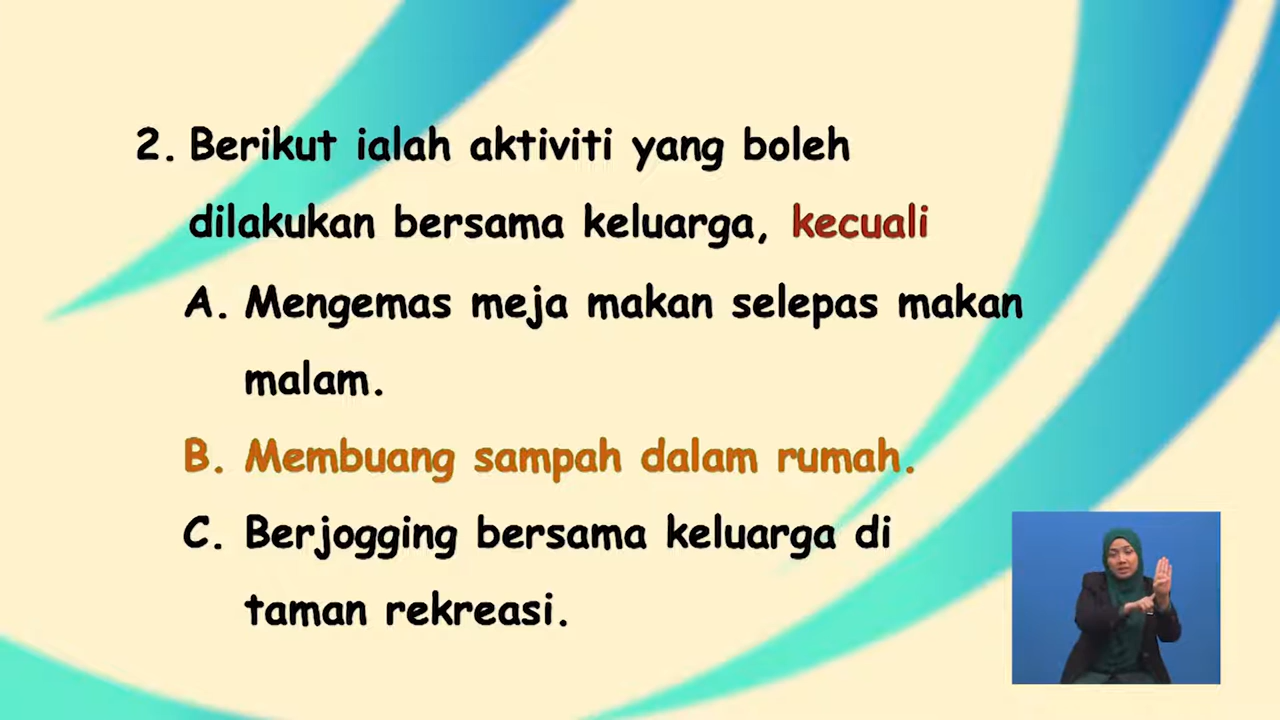 2. Berikut ialah aktiviti yang boleh
dilakukan bersama keluarga, kecuali
A. Mengemas meja makan selepas makan
malam.
B. Membuang sampah dalam rumah.
C. Berjogging bersama keluarga di
taman rekreasi.